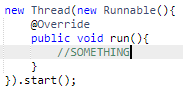 new Thread(new Runnable(){
    @Override
    public void run(){
        //SOMETHING
    }
}).start();